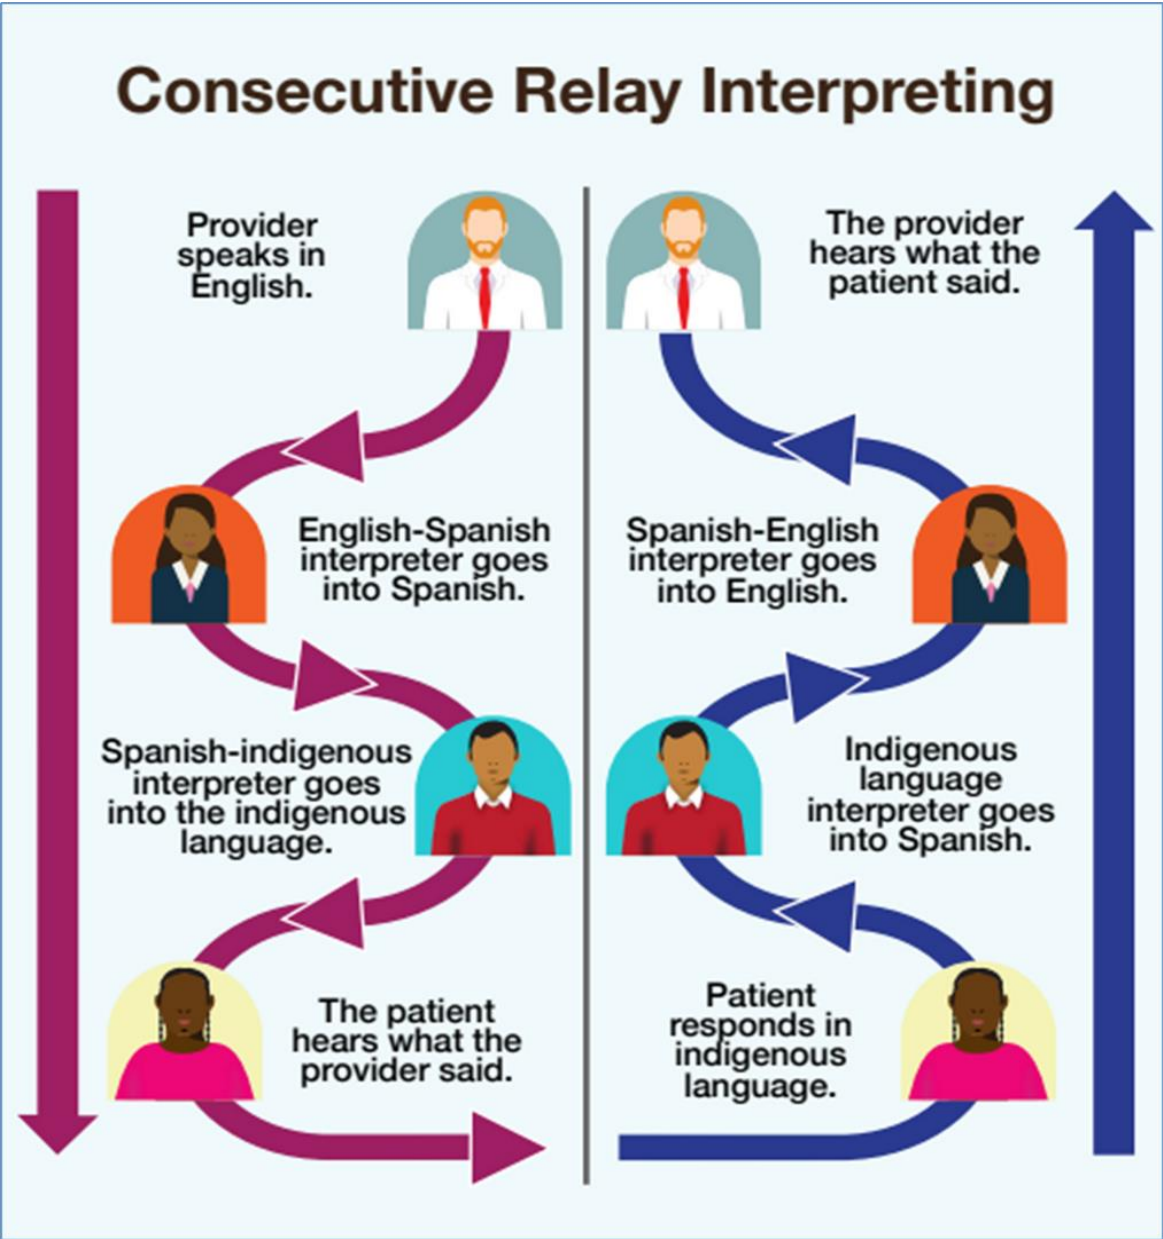 Consecutive Relay Interpreting
Provider
speaks in
English.
English-Spanish
interpreter goes
into Spanish.
Spanish-indigenous
interpreter goes
into the indigenous
language.
The patient
hears what the
provider said.
Patient
responds in
indigenous
language.
Indigenous
language
interpreter goes
into Spanish.
Spanish-English
interpreter goes
into English.
The provider
hears what the
patient said.